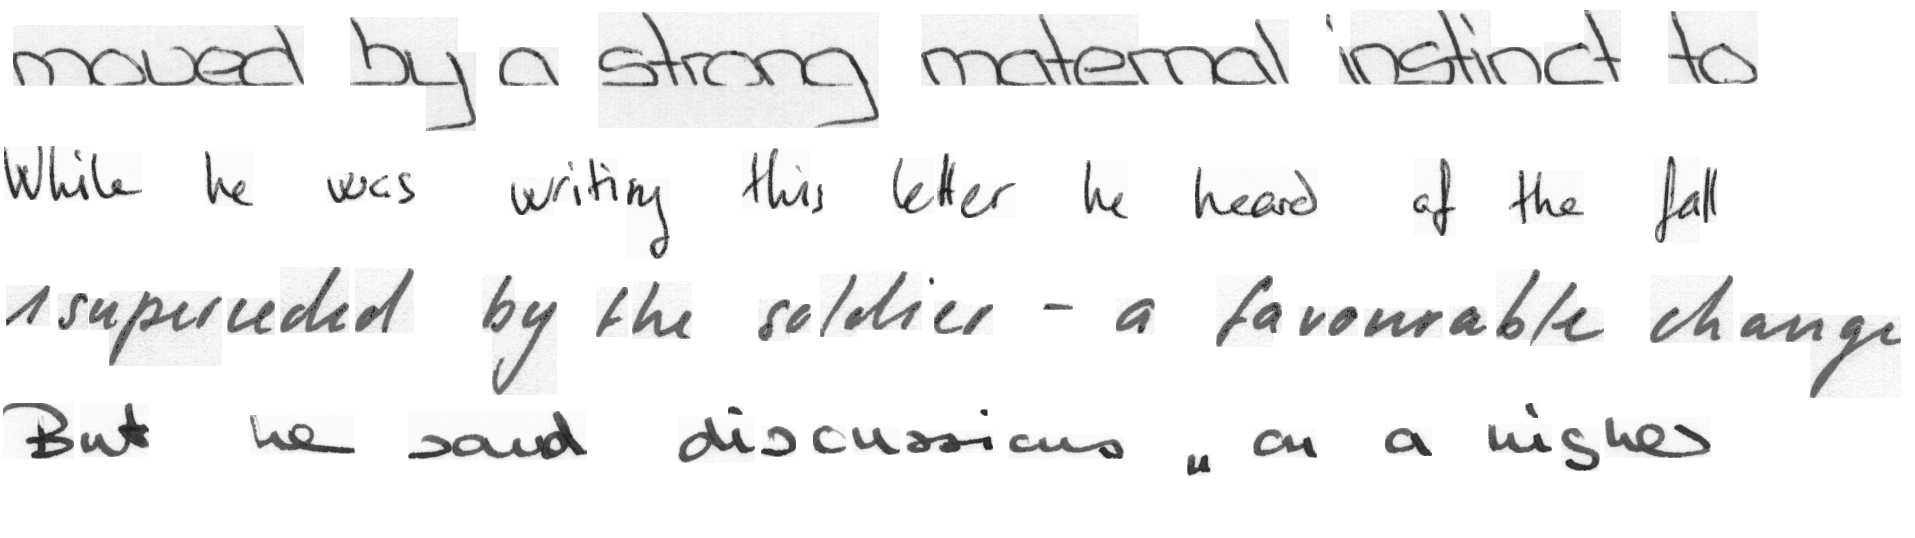 moved by a strong maternal instinct to
While he was writing this letter he heard of the fall
superseded by the soldier - a favourable change
But he said discussions " on a higher